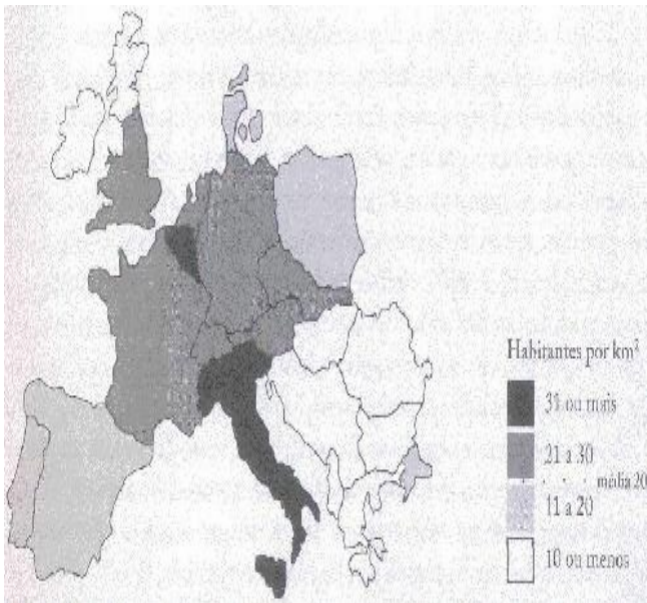 Habitantes por km²
31 ou mais
21 a 30
média 20
11 a 20
10 ou menos